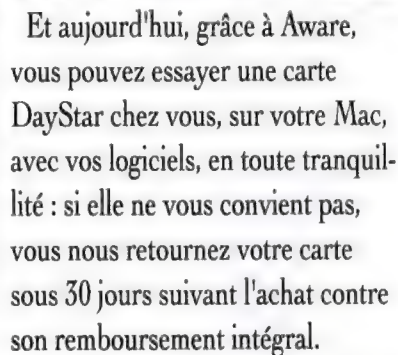 Et aujourd'hui, grâce à Aware,
vous pouvez essayer une carte
DayStar chez vous, sur votre Mac,
avec vos logiciels, en toute tranquil-
lité : si elle ne vous convient pas,
vous nous retournez votre carte
sous 30 jours suivant l'achat contre
son remboursement intégral.